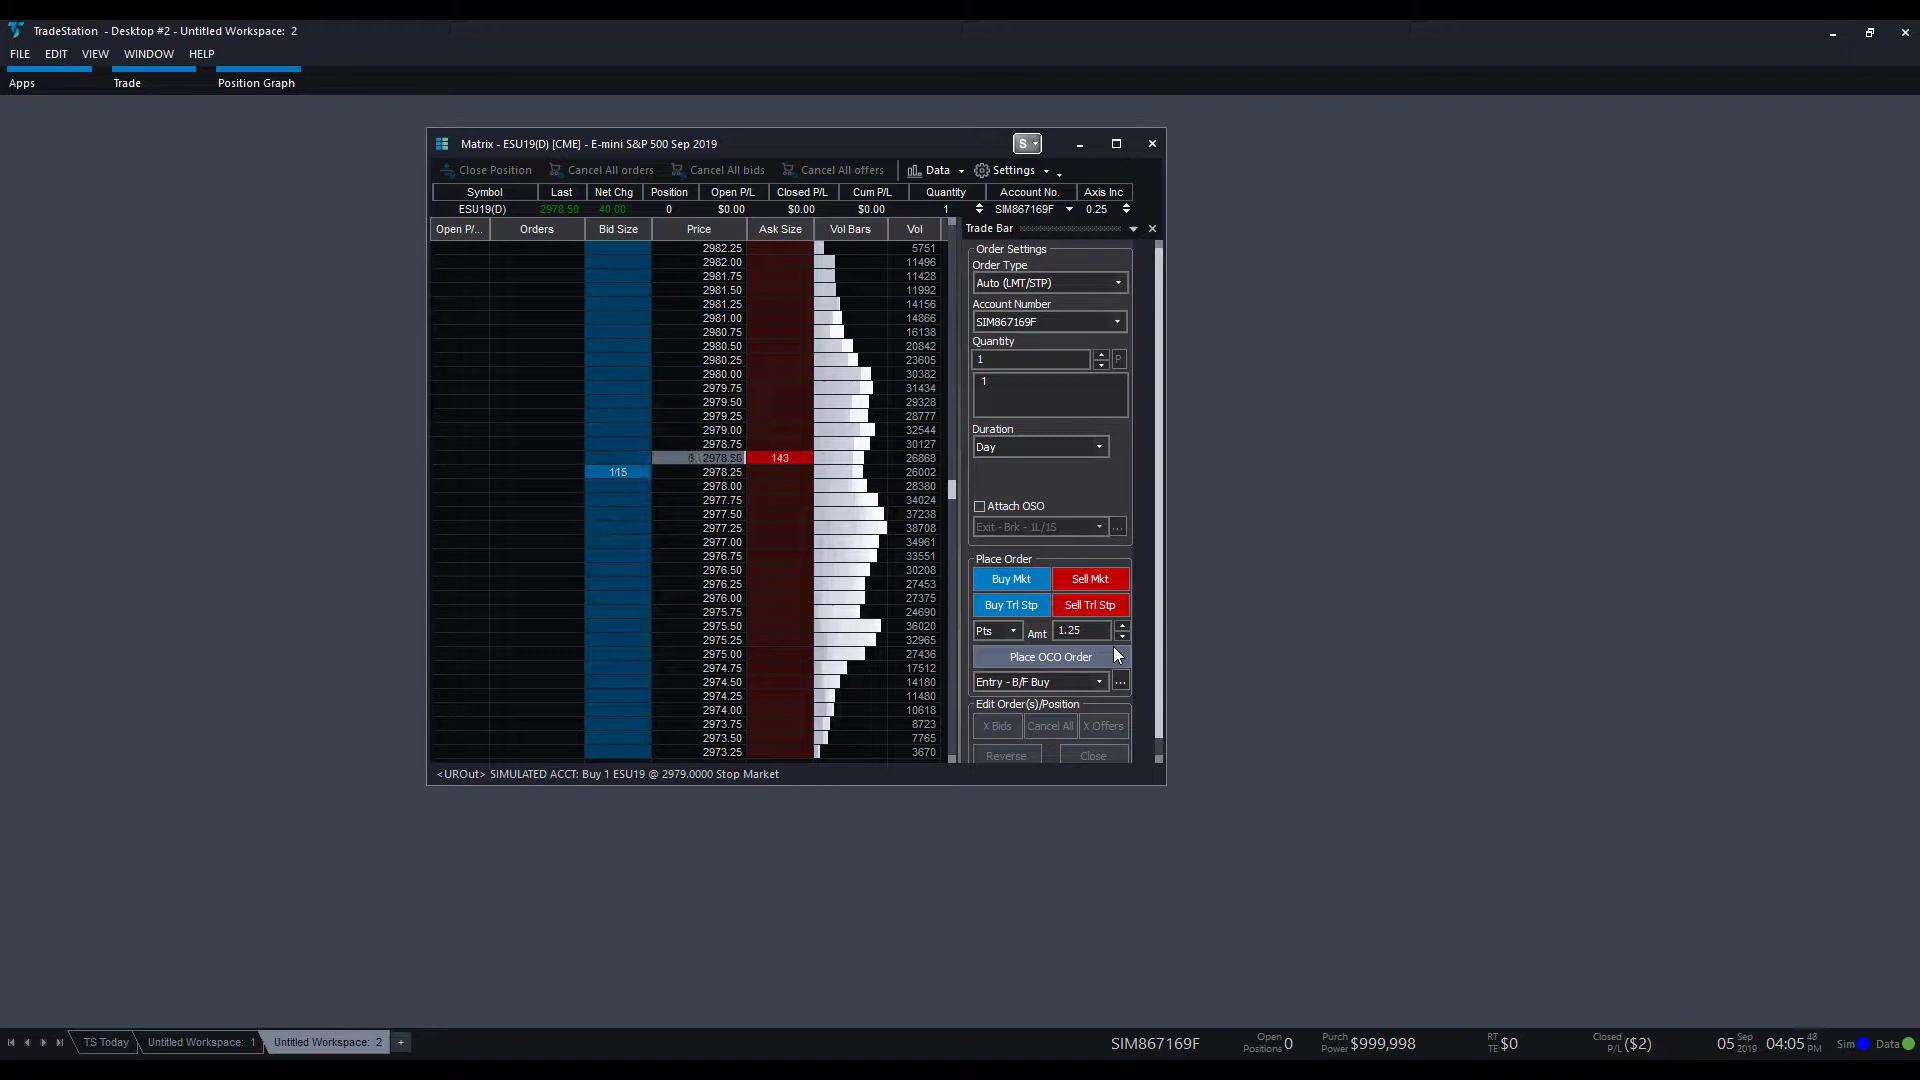 TradeStation - Desktop #2 - Untitled Workspace: 2
FILE EDIT VIEW WINDOW HELP
Apps Trade Position Graph
Matrix - ESU19(D) [CME] - E-mini S&P 500 Sep 2019 S
Close Position Cancel All orders Cancel All bids Cancel All offers Data Settings
Symbol Last Net Chg Position Open P/L Closed P/L Cum P/L Quantity Account No. Axis Inc
ESU19(D) 2978.50 40.00 0 $0.00 $0.00 $0.00 1 SIM867169F 0.25
Open P/... Orders Bid Size Price Ask Size Vol Bars Vol
2982.25 5751
2982.00 11496
2981.75 11428
2981.50 11992
2981.25 14156
2981.00 14866
2980.75 16138
2980.50 20842
2980.25 23605
2980.00 30382
2979.75 31434
2979.50 29328
2979.25 28777
2979.00 32544
2978.75 30127
2978.50 143 26868
115 2978.25 26002
2978.00 28380
2977.75 34024
2977.50 37238
2977.25 38708
2977.00 34961
2976.75 33551
2976.50 30208
2976.25 27453
2976.00 27375
2975.75 24690
2975.50 36020
2975.25 32965
2975.00 27436
2974.75 17512
2974.50 14180
2974.25 11480
2974.00 10618
2973.75 8723
2973.50 7765
2973.25 3670
Trade Bar
Order Settings
Order Type
Auto (LMT/STP)
Account Number
SIM867169F
Quantity
1 P
1
Duration
Day
Attach OSO
Exit - Brk - 1L/1S ...
Place Order
Buy Mkt Sell Mkt
Buy Trl Stp Sell Trl Stp
Pts Amt 1.25
Place OCO Order
Entry - B/F Buy ...
Edit Order(s)/Position
X Bids Cancel All X Offers
Reverse Close
<UROut> SIMULATED ACCT: Buy 1 ESU19 @ 2979.0000 Stop Market
TS Today Untitled Workspace: 1 Untitled Workspace: 2 +
SIM867169F Open Positions 0 Purch Power $999,998 RT TE $0 Closed P/L ($2) 05 Sep 2019 04:05 PM Sim Data